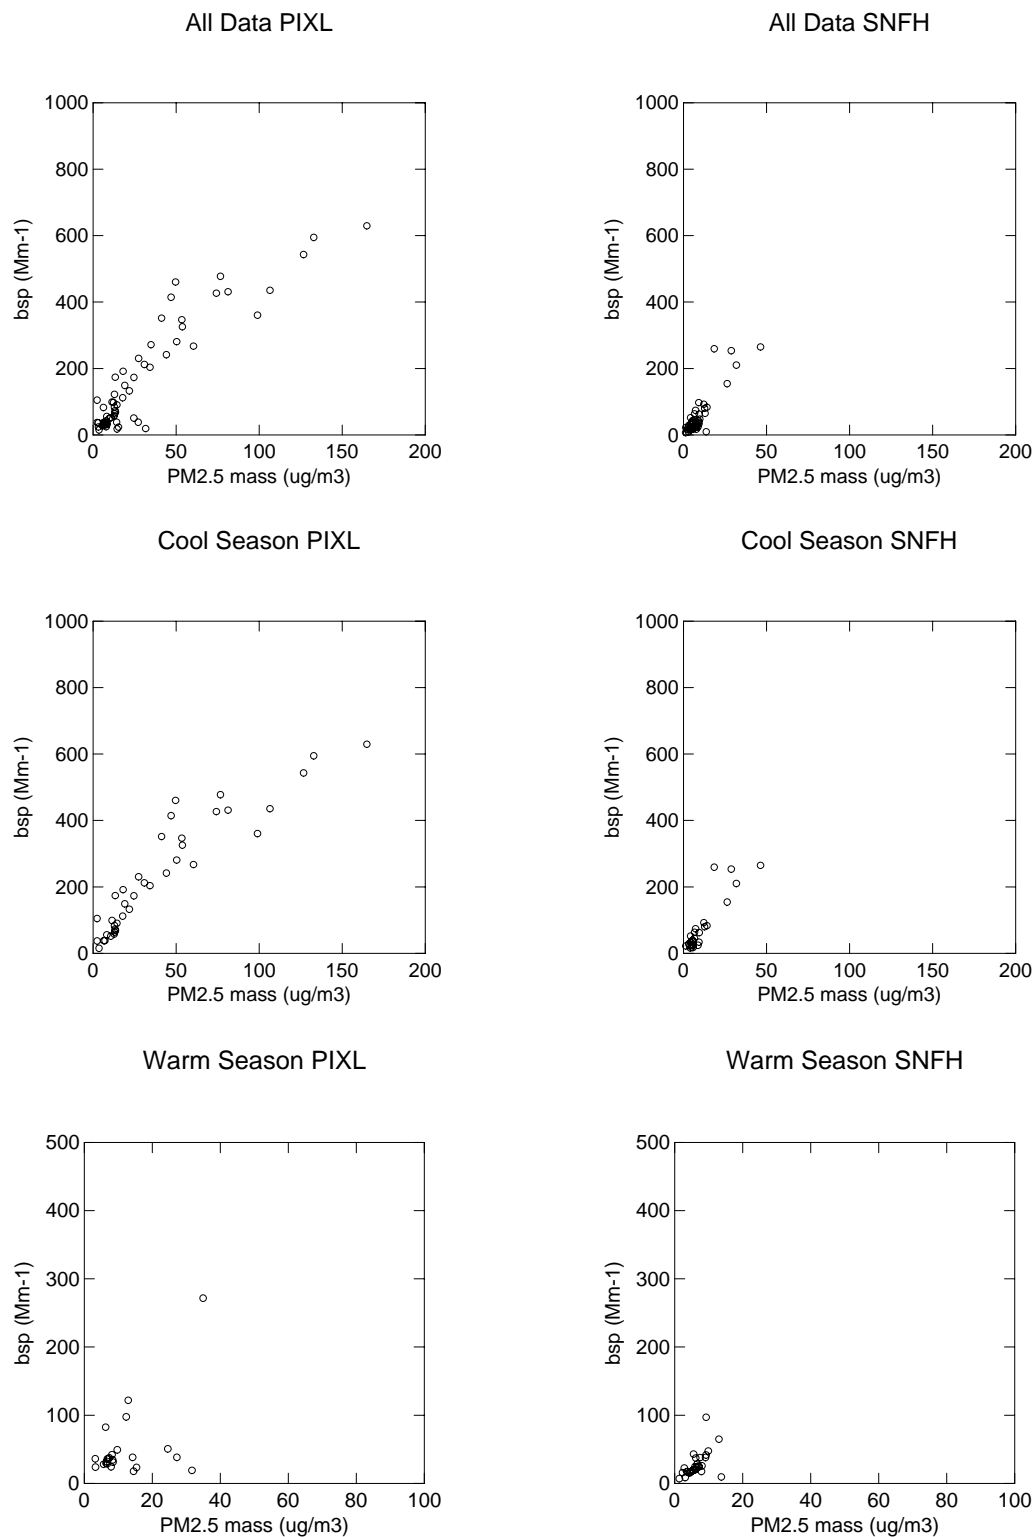 All Data PIXL
1000
800
600
400
200
0
bsp (Mm-1)
0 50 100 150 200
PM2.5 mass (ug/m3)
All Data SNFH
1000
800
600
400
200
0
bsp (Mm-1)
0 50 100 150 200
PM2.5 mass (ug/m3)
Cool Season PIXL
1000
800
600
400
200
0
bsp (Mm-1)
0 50 100 150 200
PM2.5 mass (ug/m3)
Cool Season SNFH
1000
800
600
400
200
0
bsp (Mm-1)
0 50 100 150 200
PM2.5 mass (ug/m3)
Warm Season PIXL
500
400
300
200
100
0
bsp (Mm-1)
0 20 40 60 80 100
PM2.5 mass (ug/m3)
Warm Season SNFH
500
400
300
200
100
0
bsp (Mm-1)
0 20 40 60 80 100
PM2.5 mass (ug/m3)